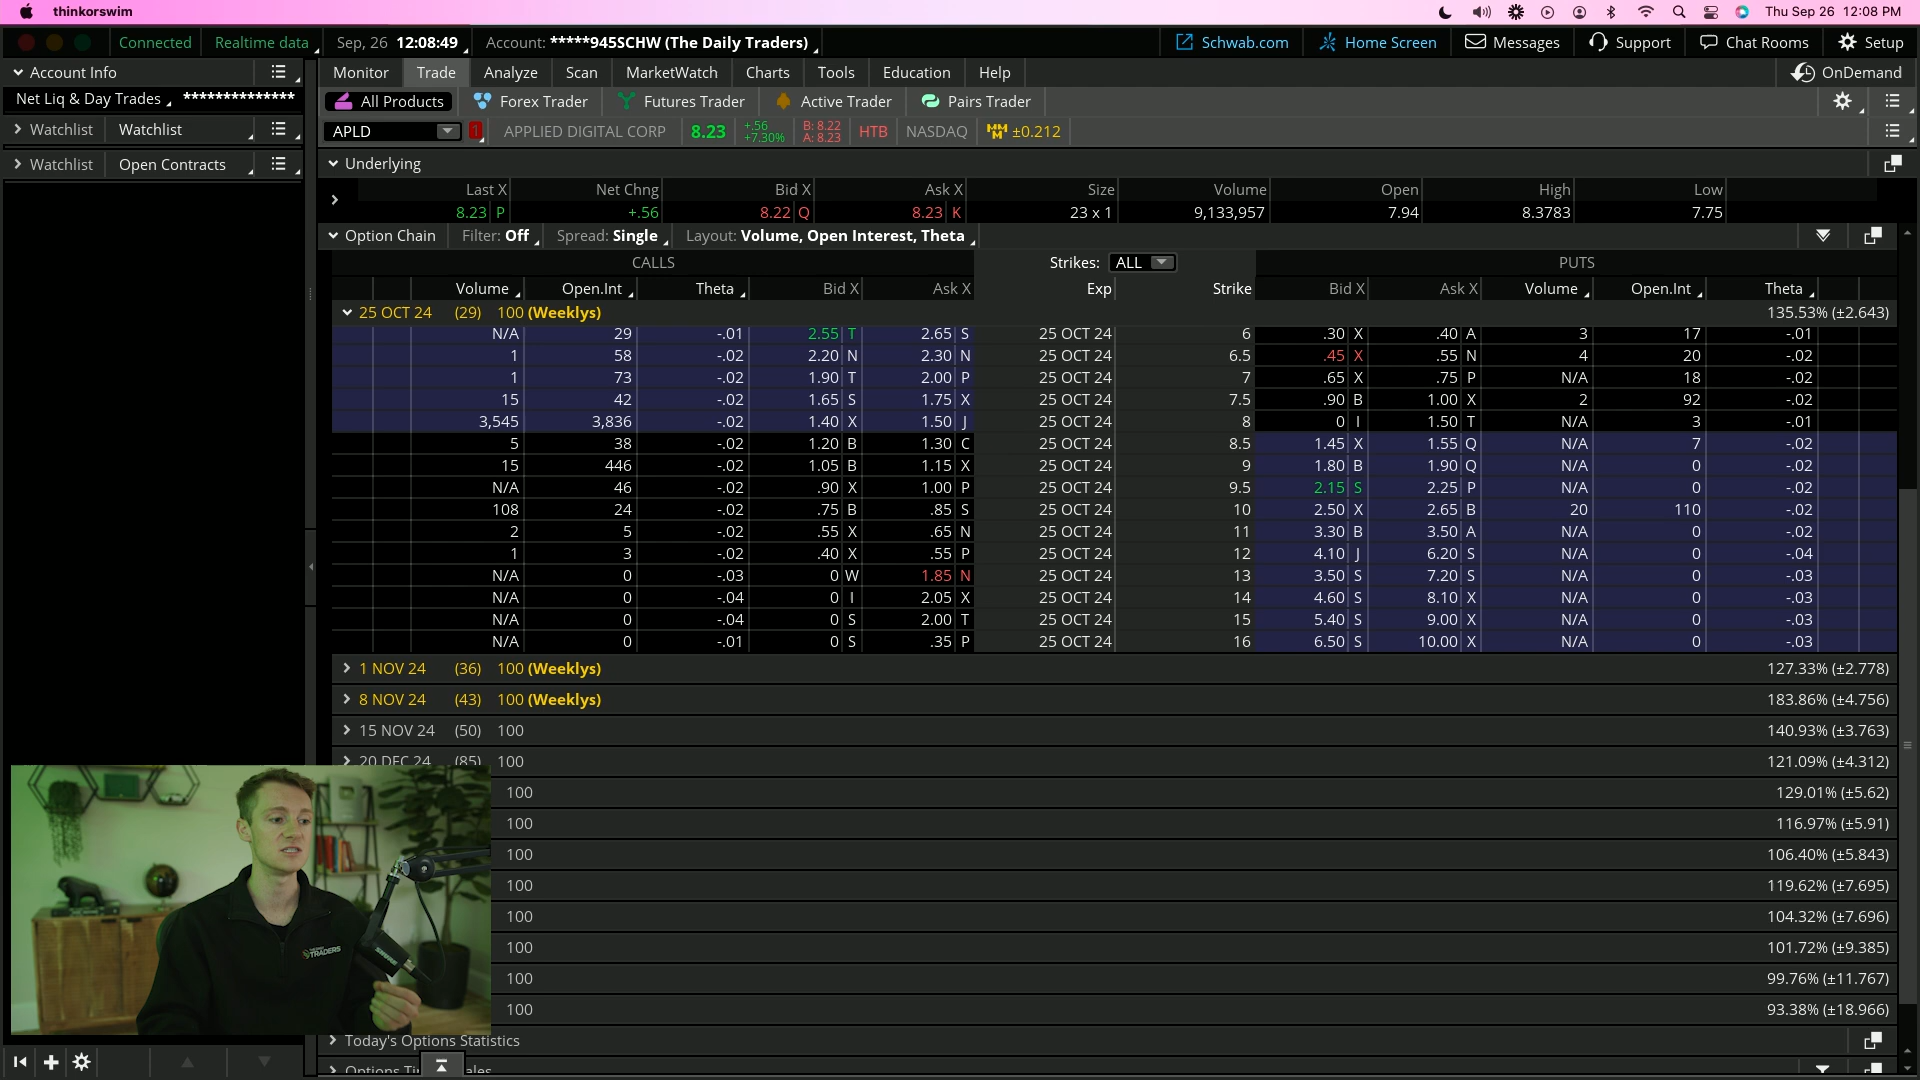 thinkorswim Thu Sep 26 12:08 PM
Connected Realtime data Sep, 26 12:08:49 Account: *****945SCHW (The Daily Traders) Schwab.com Home Screen Messages Support Chat Rooms Setup
Account Info Monitor Trade Analyze Scan MarketWatch Charts Tools Education Help OnDemand
Net Liq & Day Trades ************** All Products Forex Trader Futures Trader Active Trader Pairs Trader
Watchlist Watchlist APLD 1 APPLIED DIGITAL CORP 8.23 +.56 +7.30% B: 8.22 A: 8.23 HTB NASDAQ MMM ±0.212
Watchlist Open Contracts Underlying
Last X Net Chng Bid X Ask X Size Volume Open High Low
8.23 P +.56 8.22 Q 8.23 K 23 x 1 9,133,957 7.94 8.3783 7.75
Option Chain Filter: Off Spread: Single Layout: Volume, Open Interest, Theta
CALLS Strikes: ALL PUTS
Volume Open.Int Theta Bid X Ask X Exp Strike Bid X Ask X Volume Open.Int Theta
25 OCT 24 (29) 100 (Weeklys) 135.53% (±2.643)
N/A 29 -.01 2.55 T 2.65 S 25 OCT 24 6 .30 X .40 A 3 17 -.01
1 58 -.02 2.20 N 2.30 N 25 OCT 24 6.5 .45 X .55 N 4 20 -.02
1 73 -.02 1.90 T 2.00 P 25 OCT 24 7 .65 X .75 P N/A 18 -.02
15 42 -.02 1.65 S 1.75 X 25 OCT 24 7.5 .90 B 1.00 X 2 92 -.02
3,545 3,836 -.02 1.40 X 1.50 J 25 OCT 24 8 0 I 1.50 T N/A 3 -.01
5 38 -.02 1.20 B 1.30 C 25 OCT 24 8.5 1.45 X 1.55 Q N/A 7 -.02
15 446 -.02 1.05 B 1.15 X 25 OCT 24 9 1.80 B 1.90 Q N/A 0 -.02
N/A 46 -.02 .90 X 1.00 P 25 OCT 24 9.5 2.15 S 2.25 P N/A 0 -.02
108 24 -.02 .75 B .85 S 25 OCT 24 10 2.50 X 2.65 B 20 110 -.02
2 5 -.02 .55 X .65 N 25 OCT 24 11 3.30 B 3.50 A N/A 0 -.02
1 3 -.02 .40 X .55 P 25 OCT 24 12 4.10 J 6.20 S N/A 0 -.04
N/A 0 -.03 0 W 1.85 N 25 OCT 24 13 3.50 S 7.20 S N/A 0 -.03
N/A 0 -.04 0 I 2.05 X 25 OCT 24 14 4.60 S 8.10 X N/A 0 -.03
N/A 0 -.04 0 S 2.00 T 25 OCT 24 15 5.40 S 9.00 X N/A 0 -.03
N/A 0 -.01 0 S .35 P 25 OCT 24 16 6.50 S 10.00 X N/A 0 -.03
1 NOV 24 (36) 100 (Weeklys) 127.33% (±2.778)
8 NOV 24 (43) 100 (Weeklys) 183.86% (±4.756)
15 NOV 24 (50) 100 140.93% (±3.763)
20 DEC 24 (85) 100 121.09% (±4.312)
100 129.01% (±5.62)
100 116.97% (±5.91)
100 106.40% (±5.843)
100 119.62% (±7.695)
100 104.32% (±7.696)
TRADERS
100 101.72% (±9.385)
100 99.76% (±11.767)
100 93.38% (±18.966)
Today's Options Statistics